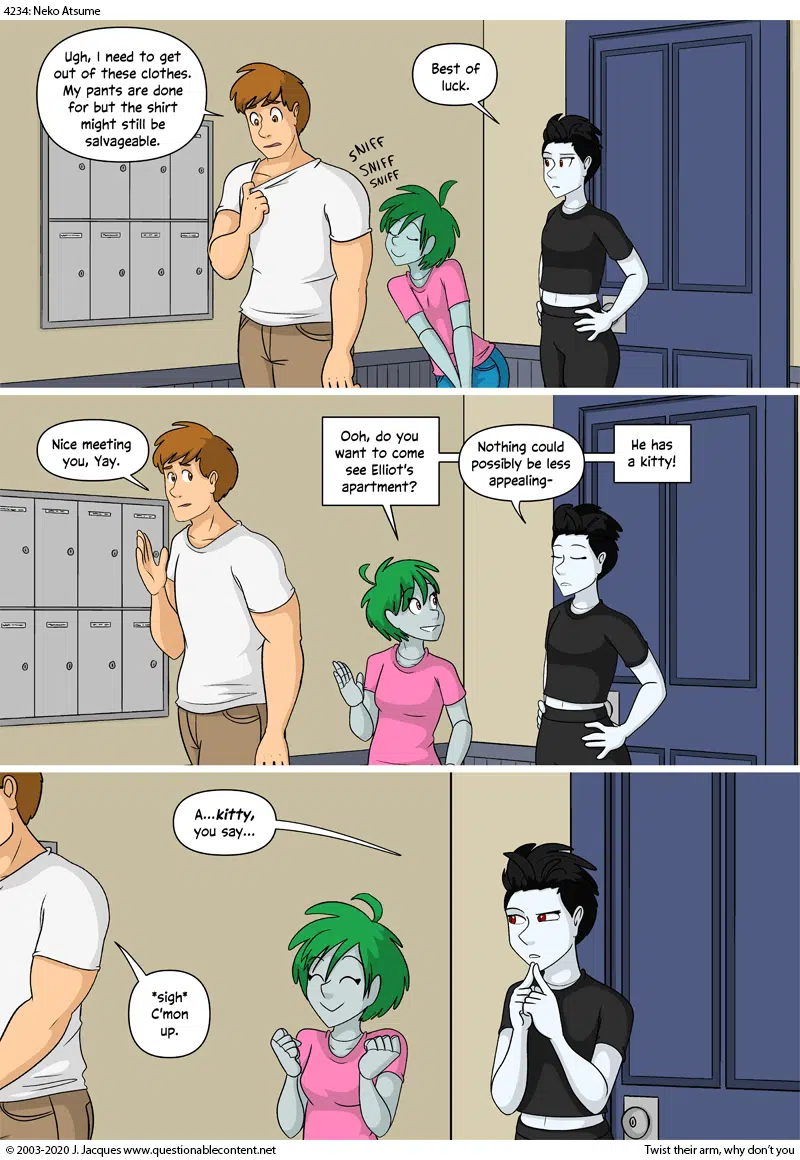 4234: Neko Atsume
Ugh, I need to get
out of these clothes.
My pants are done
for but the shirt
might still be
salvageable.
Best of
luck.
SNIFF
SNIFF
SNIFF
Nice meeting
you, Yay.
Ooh, do you
want to come
see Elliot's
apartment?
Nothing could
possibly be less
appealing-
He has
a kitty!
A...kitty,
you say...
*sigh*
C'mon
up.
© 2003-2020 J. Jacques www.questionablecontent.net
Twist their arm, why don't you